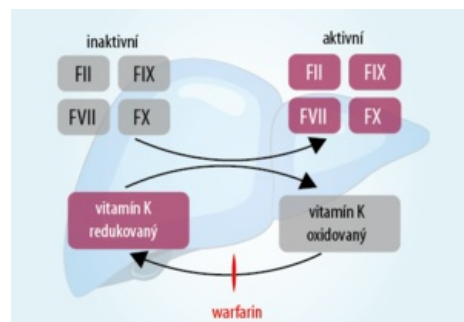 inaktivní
FII FIX
FVII FX
aktivní
FII FIX
FVII FX
vitamín K
redukovaný
vitamín K
oxidovaný
warfarin